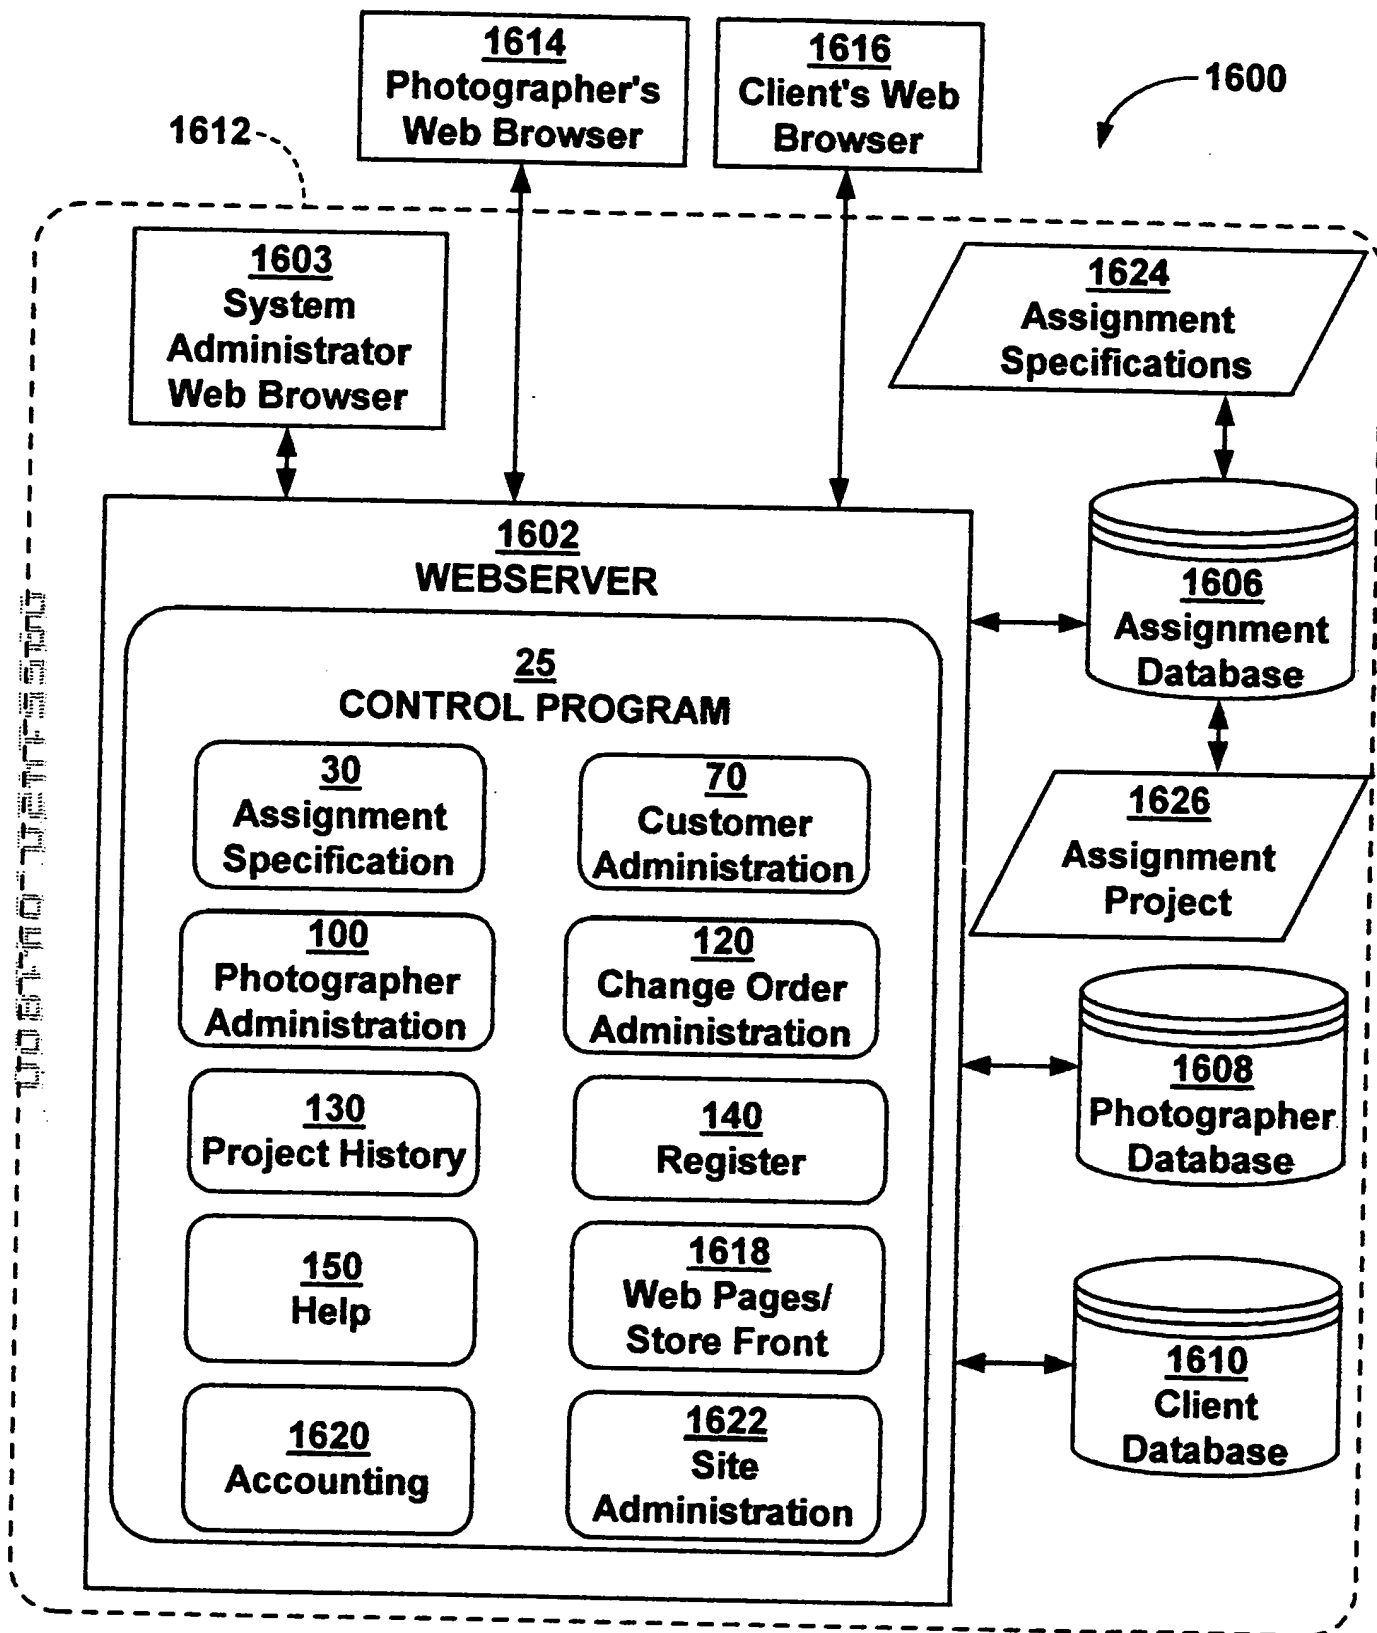 1614
Photographer's
Web Browser
1616
Client's Web
Browser
1600
1612
1603
System
Administrator
Web Browser
1624
Assignment
Specifications
1602
WEBSERVER
1606
Assignment
Database
25
CONTROL PROGRAM
30
Assignment
Specification
70
Customer
Administration
1626
Assignment
Project
100
Photographer
Administration
120
Change Order
Administration
1608
Photographer
Database
130
Project History
140
Register
150
Help
1618
Web Pages/
Store Front
1610
Client
Database
1620
Accounting
1622
Site
Administration